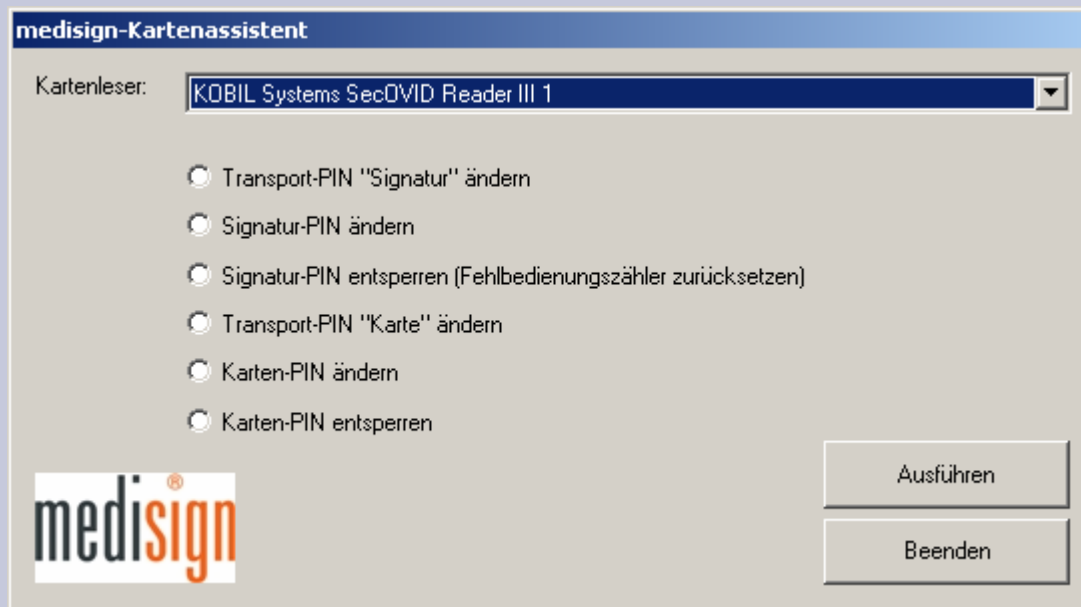 medisign-Kartenassistent
Kartenleser:
KOBIL Systems SecOVID Reader III 1
Transport-PIN "Signatur" ändern
Signatur-PIN ändern
Signatur-PIN entsperren (Fehlbedienungszähler zurücksetzen)
Transport-PIN "Karte" ändern
Karten-PIN ändern
Karten-PIN entsperren
Ausführen
medisign®
Beenden